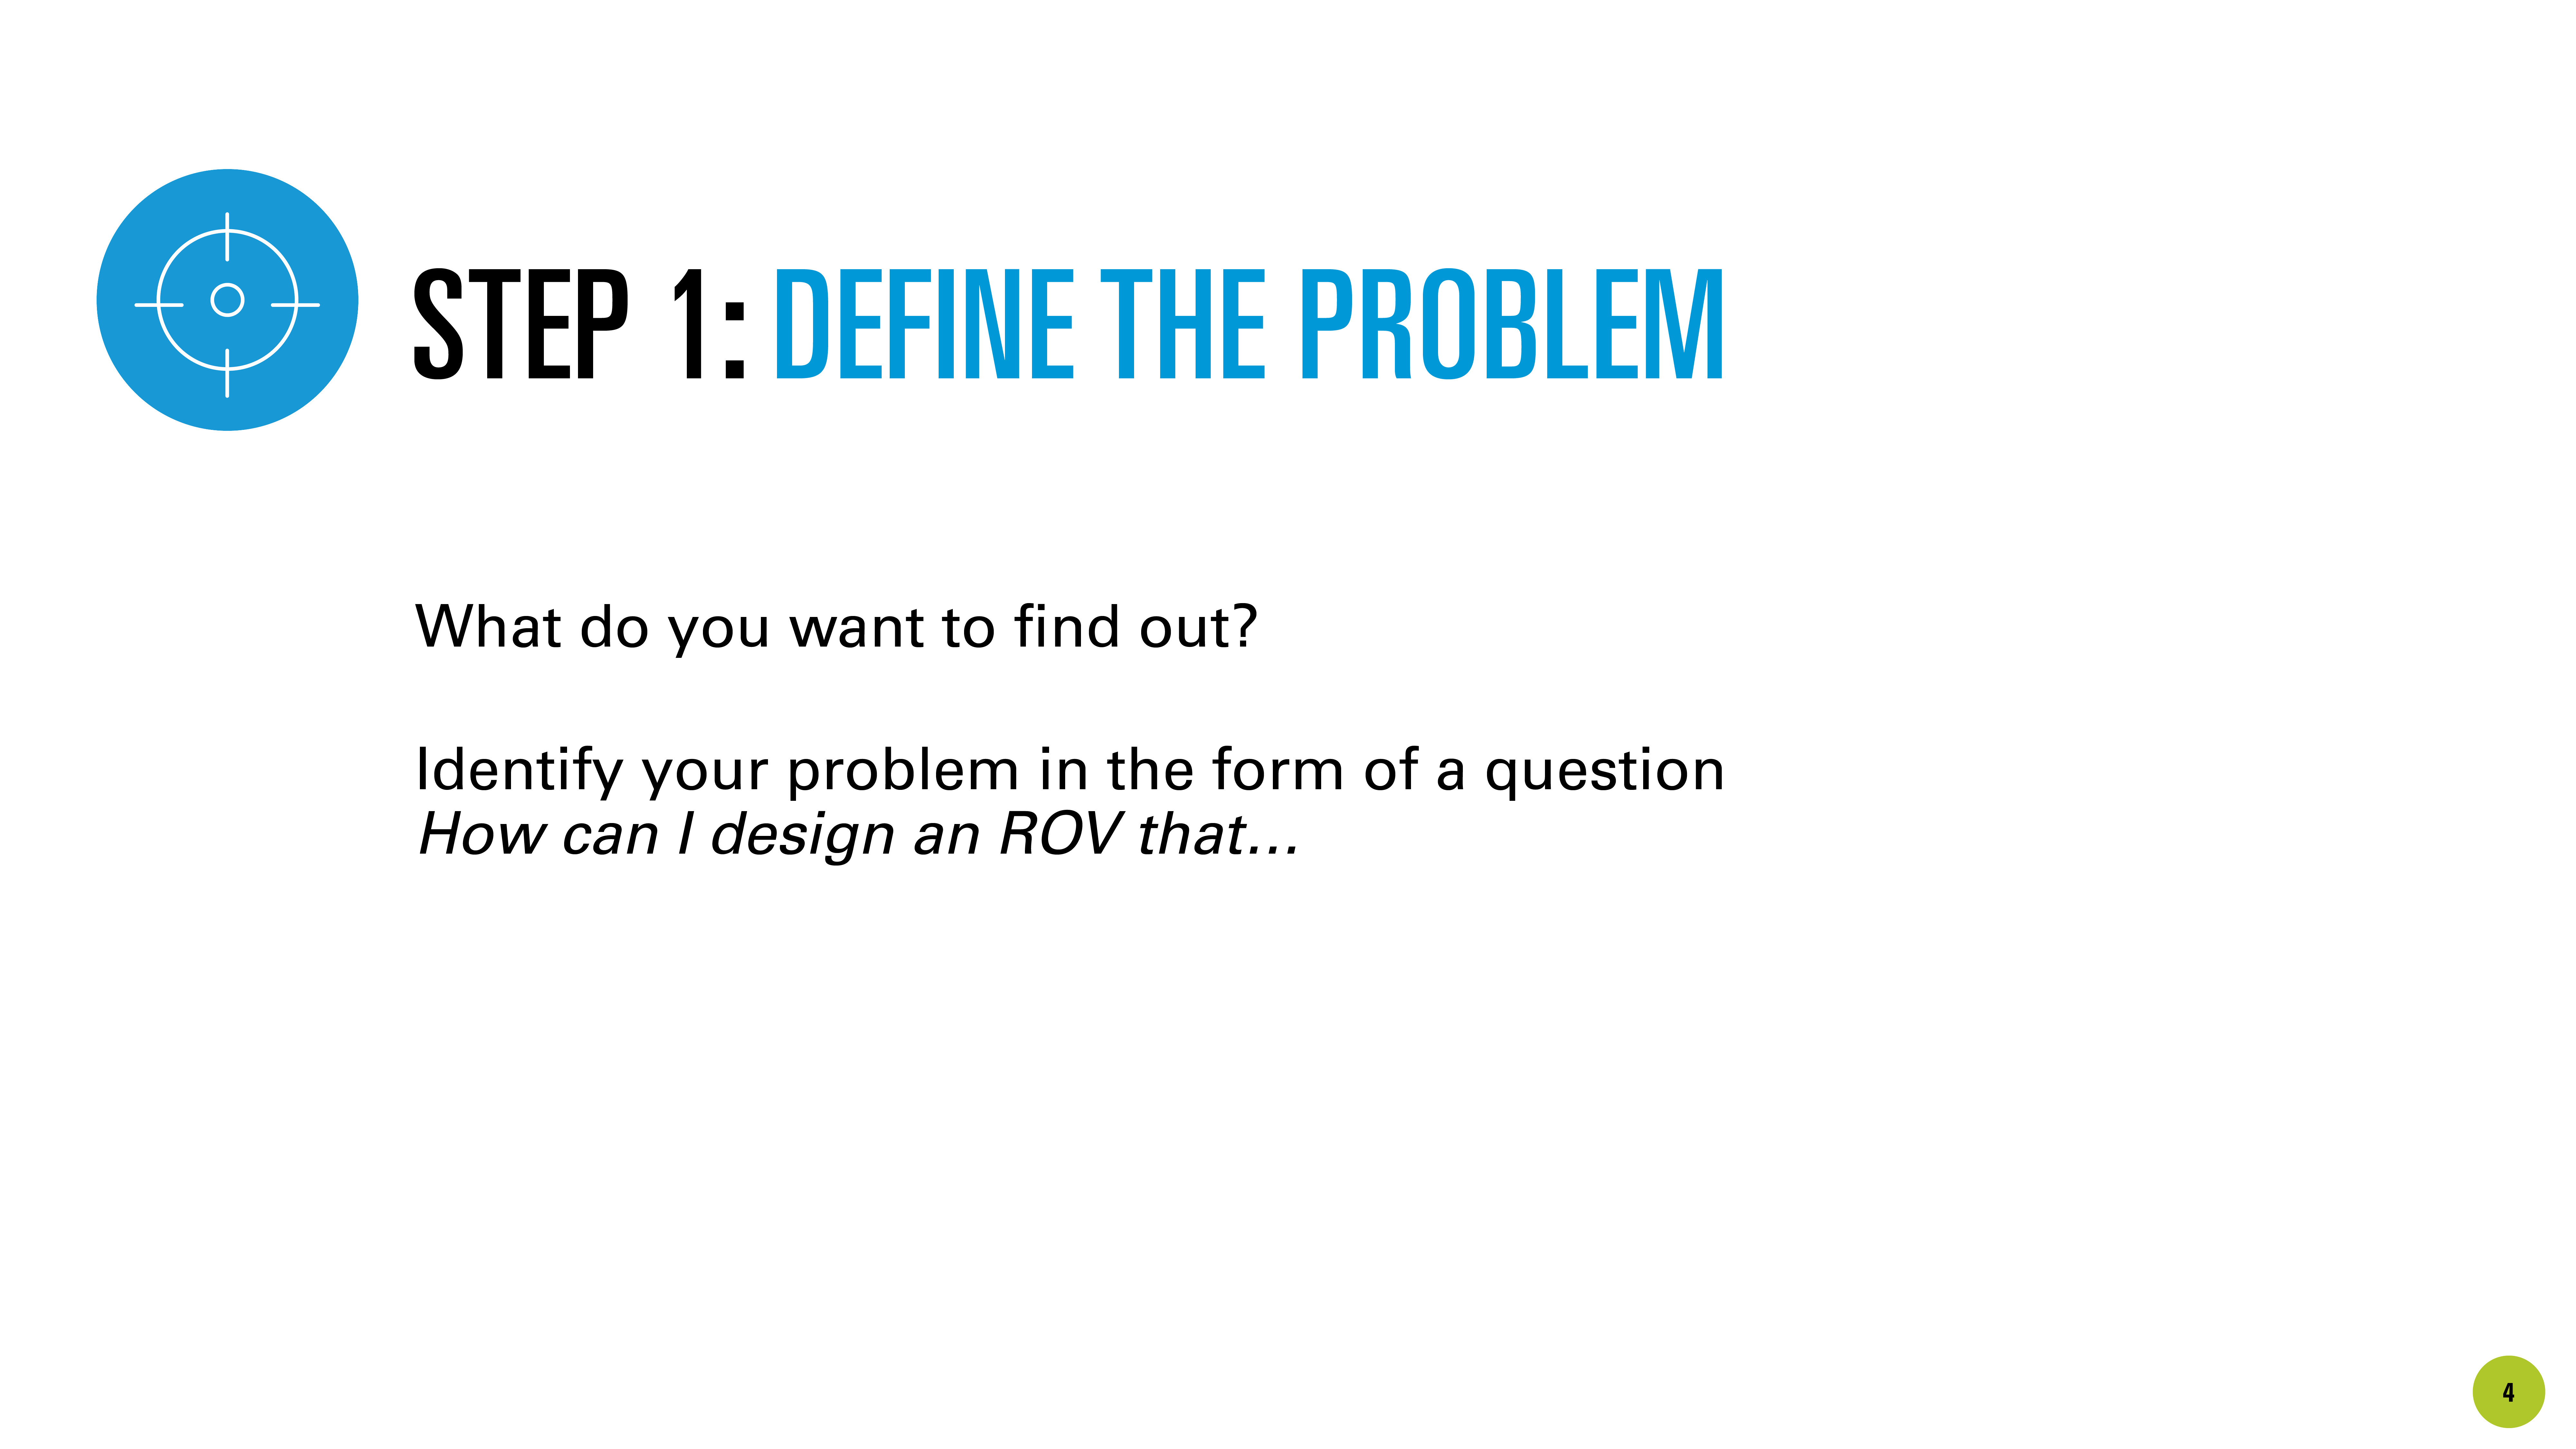 STEP 1: DEFINE THE PROBLEM
What do you want to find out?
Identify your problem in the form of a question
How can I design an ROV that...
4